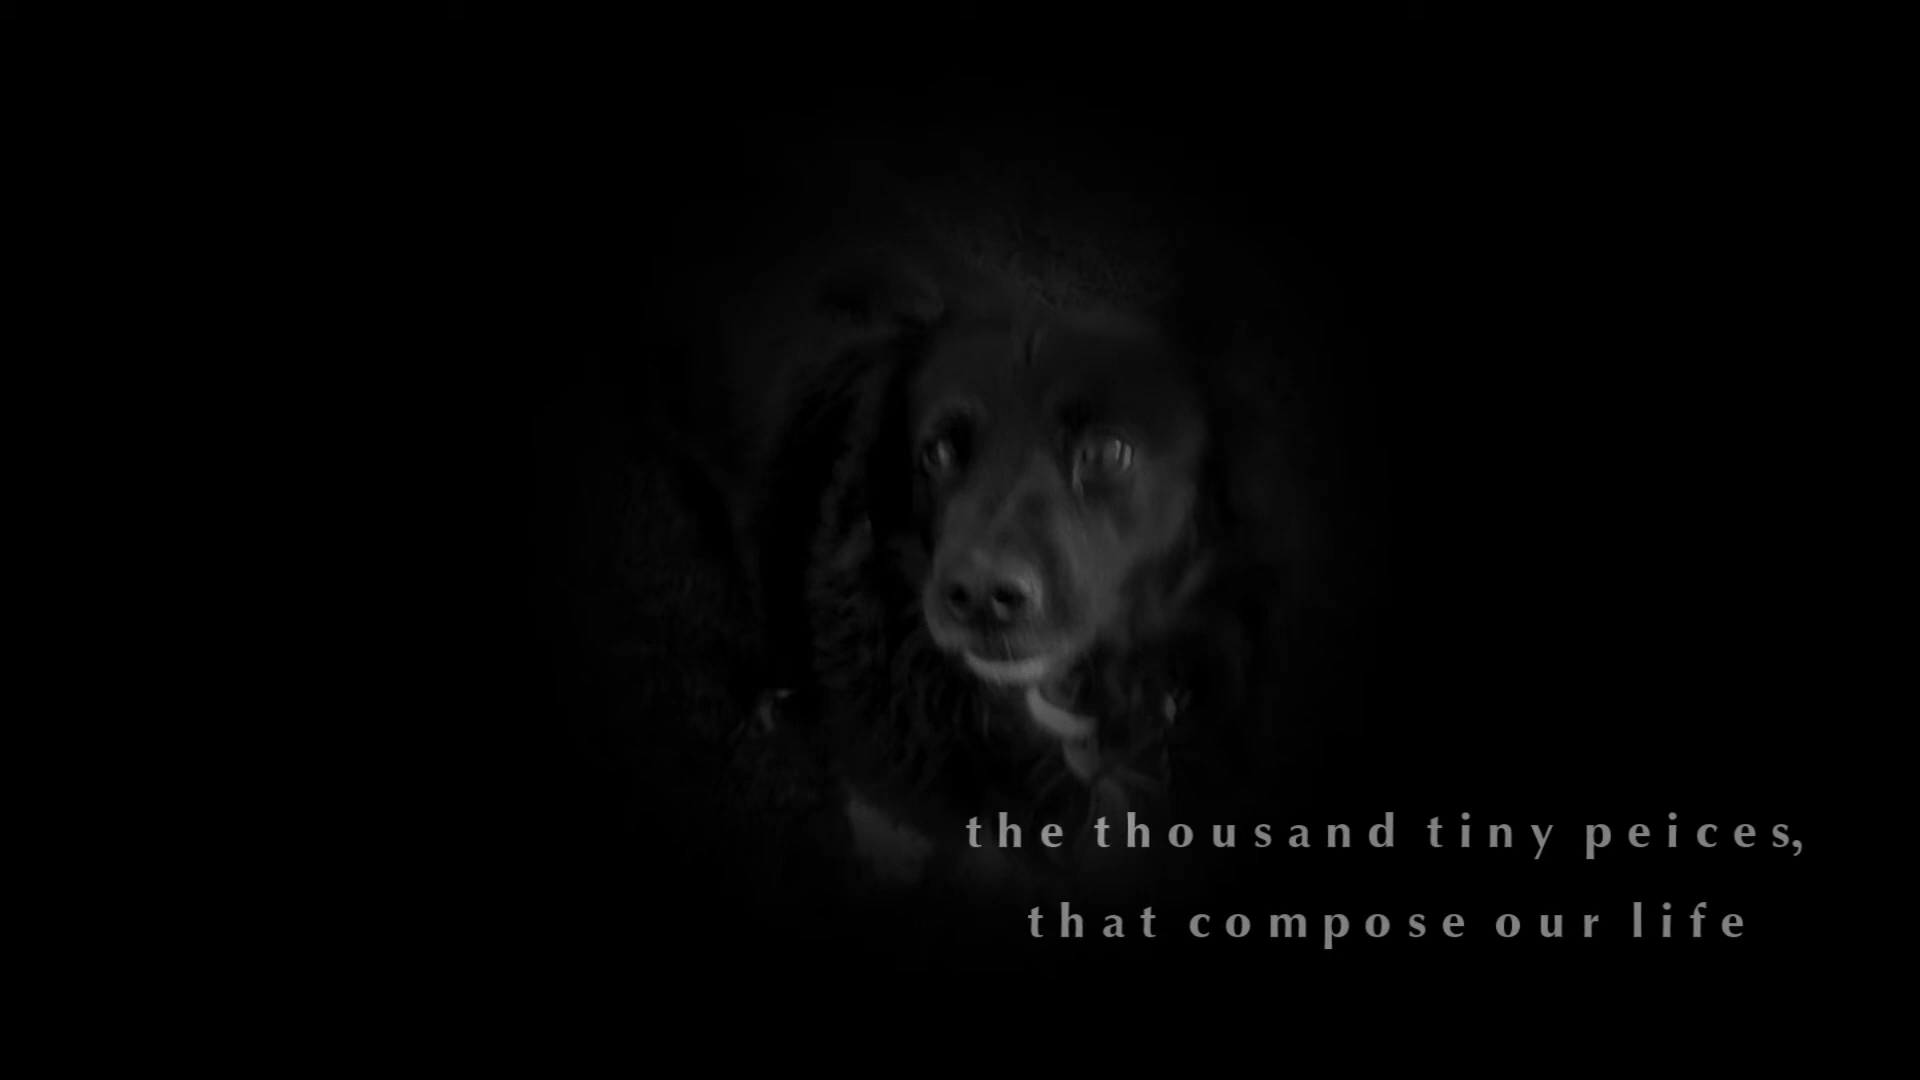 the thousand tiny peices,
that compose our life